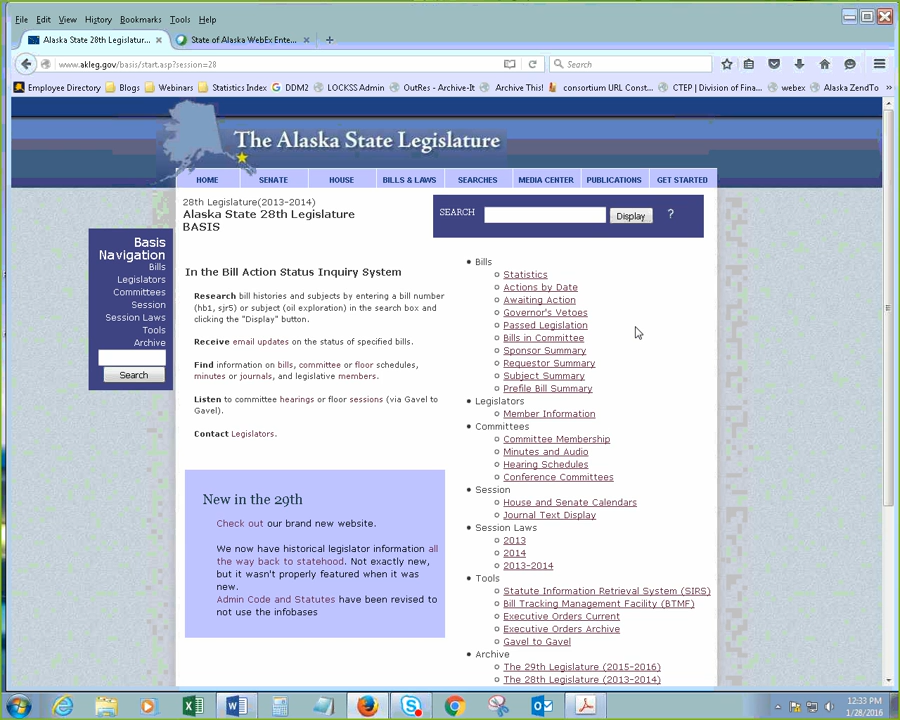 File Edit View History Bookmarks Tools Help
Alaska State 28th Legislatur... × State of Alaska WebEx Ente... × +
www.akleg.gov/basis/start.asp?session=28 Search
Employee Directory Blogs Webinars Statistics Index DDM2 LOCKSS Admin OutRes - Archive-It Archive This! consortium URL Const... CTEP | Division of Fina... webex Alaska ZendTo »
The Alaska State Legislature
HOME SENATE HOUSE BILLS & LAWS SEARCHES MEDIA CENTER PUBLICATIONS GET STARTED
28th Legislature(2013-2014)
Alaska State 28th Legislature
BASIS
SEARCH Display ?
Basis
Navigation
Bills
Legislators
Committees
Session
Session Laws
Tools
Archive
Search
In the Bill Action Status Inquiry System
Research bill histories and subjects by entering a bill number
(hb1, sjr5) or subject (oil exploration) in the search box and
clicking the "Display" button.
Receive email updates on the status of specified bills.
Find information on bills, committee or floor schedules,
minutes or journals, and legislative members.
Listen to committee hearings or floor sessions (via Gavel to
Gavel).
Contact Legislators.
New in the 29th
Check out our brand new website.
We now have historical legislator information all
the way back to statehood. Not exactly new,
but it wasn't properly featured when it was
new.
Admin Code and Statutes have been revised to
not use the infobases
Bills
Statistics
Actions by Date
Awaiting Action
Governor's Vetoes
Passed Legislation
Bills in Committee
Sponsor Summary
Requestor Summary
Subject Summary
Prefile Bill Summary
Legislators
Member Information
Committees
Committee Membership
Minutes and Audio
Hearing Schedules
Conference Committees
Session
House and Senate Calendars
Journal Text Display
Session Laws
2013
2014
2013-2014
Tools
Statute Information Retrieval System (SIRS)
Bill Tracking Management Facility (BTMF)
Executive Orders Current
Executive Orders Archive
Gavel to Gavel
Archive
The 29th Legislature (2015-2016)
The 28th Legislature (2013-2014)
12:33 PM
1/28/2016